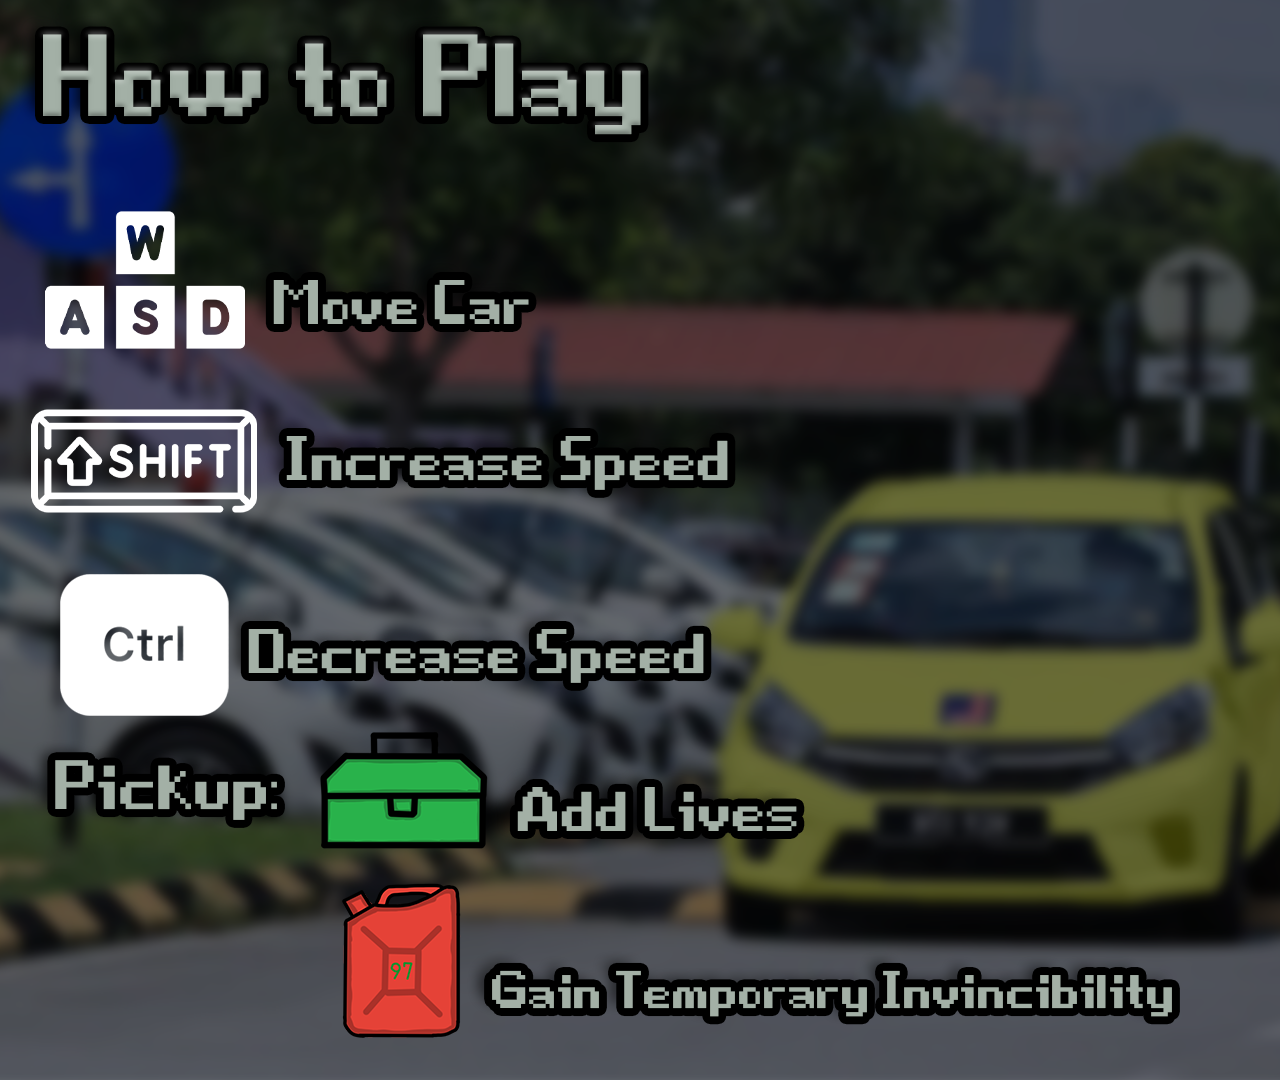 How to Play
W
A S D Move Car
SHIFT Increase Speed
Ctrl Decrease Speed
Pickup: Add Lives
97
Gain Temporary Invincibility